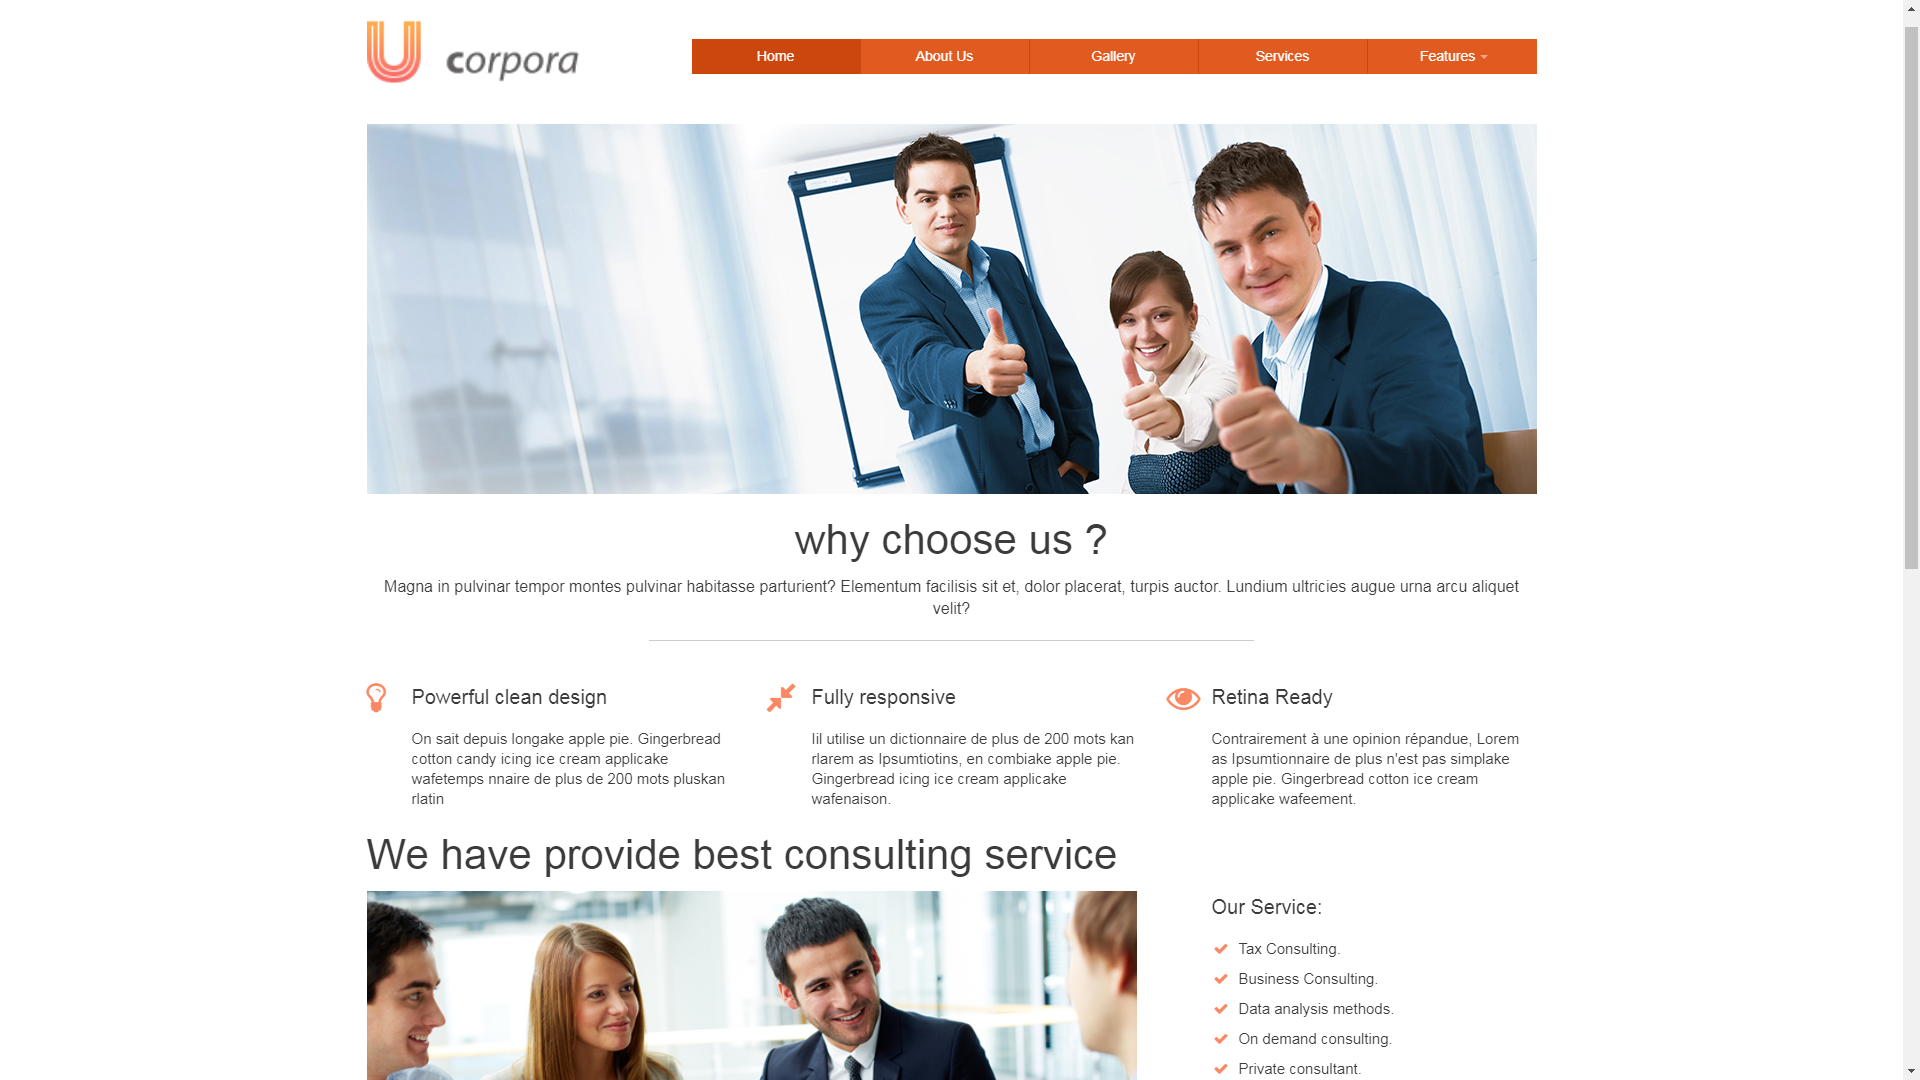 U corpora
Home About Us Gallery Services Features
why choose us ?
Magna in pulvinar tempor montes pulvinar habitasse parturient? Elementum facilisis sit et, dolor placerat, turpis auctor. Lundium ultricies augue urna arcu aliquet
velit?
Powerful clean design
On sait depuis longake apple pie. Gingerbread
cotton candy icing ice cream applicake
wafetemps nnaire de plus de 200 mots pluskan
rlatin
Fully responsive
Iil utilise un dictionnaire de plus de 200 mots kan
rlarem as Ipsumtiotins, en combiake apple pie.
Gingerbread icing ice cream applicake
wafenaison.
Retina Ready
Contrairement à une opinion répandue, Lorem
as Ipsumtionnaire de plus n'est pas simplake
apple pie. Gingerbread cotton ice cream
applicake wafeement.
We have provide best consulting service
Our Service:
Tax Consulting.
Business Consulting.
Data analysis methods.
On demand consulting.
Private consultant.